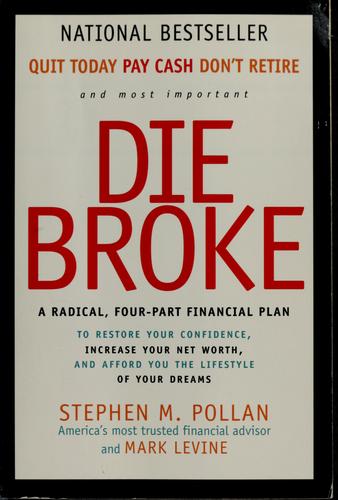 NATIONAL BESTSELLER
QUIT TODAY PAY CASH DON'T RETIRE
and most important
DIE
BROKE
A RADICAL, FOUR-PART FINANCIAL PLAN
TO RESTORE YOUR CONFIDENCE,
INCREASE YOUR NET WORTH,
AND AFFORD YOU THE LIFESTYLE
OF YOUR DREAMS
STEPHEN M. POLLAN
America's most trusted financial advisor
and MARK LEVINE